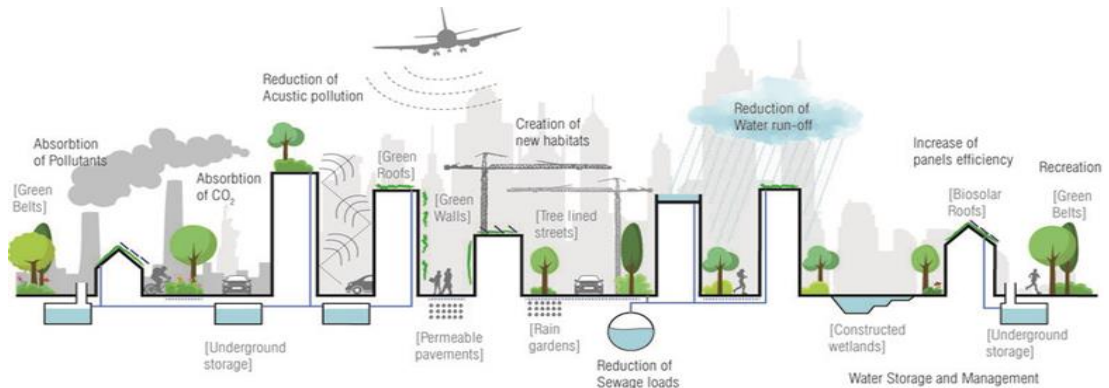 Absorbtion
of Pollutants
[Green
Belts]
Absorbtion
of CO₂
Reduction of
Acustic pollution
[Green
Roofs]
[Green
Walls]
Creation of
new habitats
[Tree lined
streets]
Reduction of
Water run-off
Increase of
panels efficiency
[Biosolar
Roofs]
Recreation
[Green
Belts]
[Underground
storage]
[Permeable
pavements]
[Rain
gardens]
Reduction of
Sewage loads
[Constructed
wetlands]
[Underground
storage]
Water Storage and Management